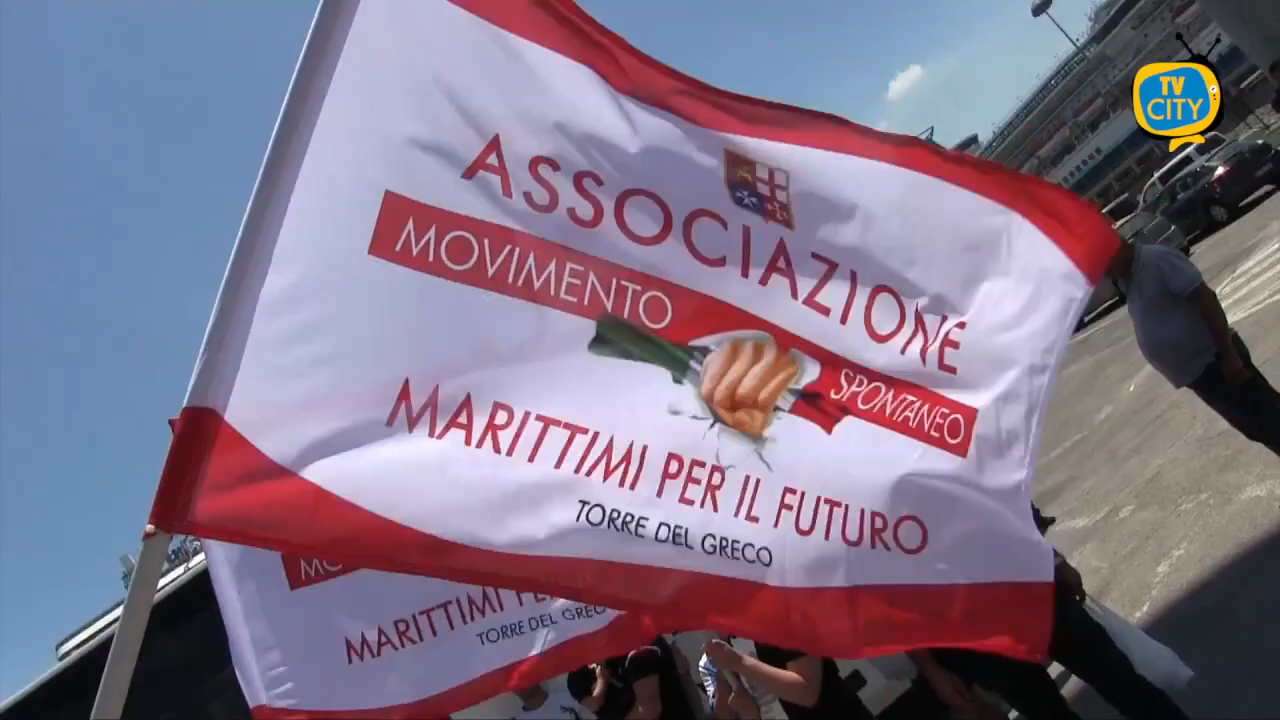 TV
CITY
ASSOCIAZIONE
MOVIMENTO
SPONTANEO
MARITTIMI PER IL FUTURO
TORRE DEL GRECO
MARITTIMI
TORRE DEL GRECO